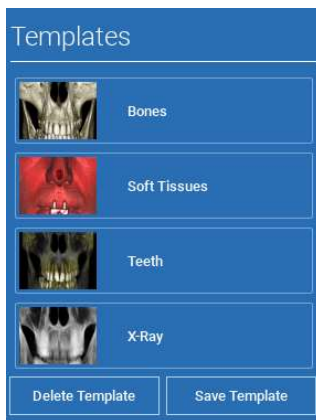 Templates
Bones
Soft Tissues
Teeth
X-Ray
Delete Template
Save Template